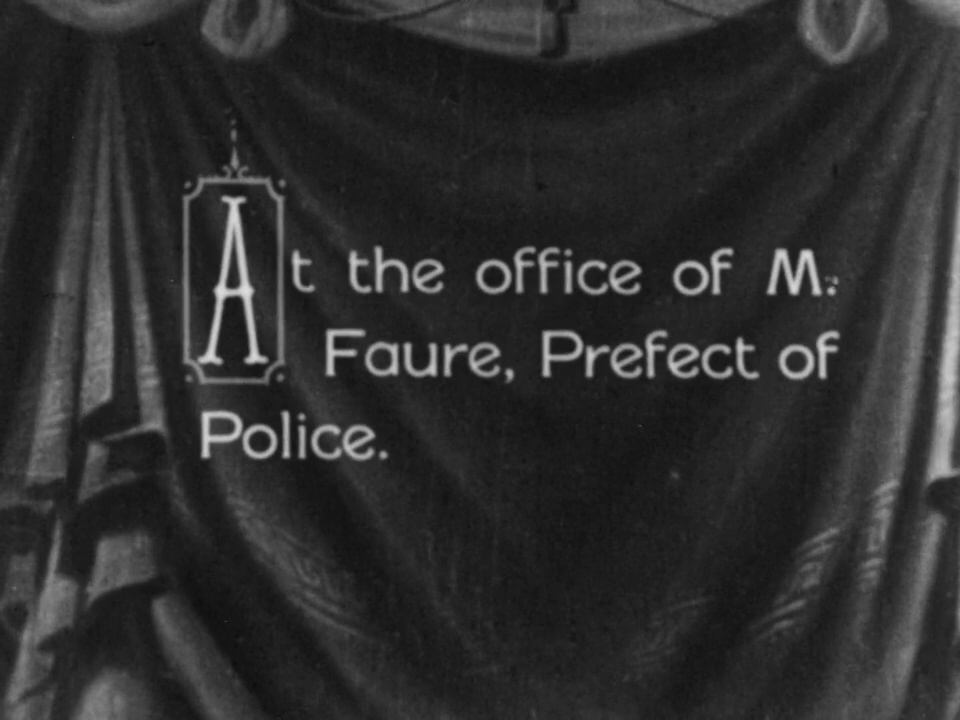 At the office of M.
Faure, Prefect of
Police.